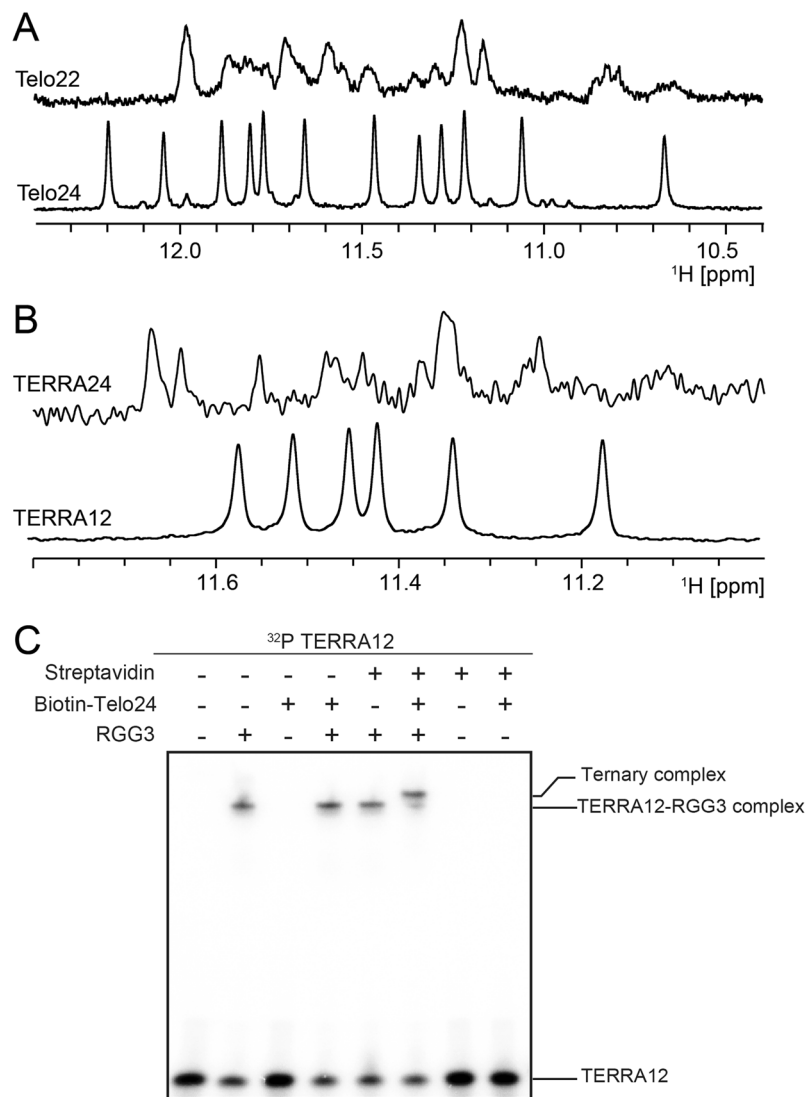 A
Telo22
Telo24
12.0 11.5 11.0 10.5
¹H [ppm]
B
TERRA24
TERRA12
11.6 11.4 11.2 ¹H [ppm]
C
³²P TERRA12
Streptavidin - - - - + + + +
Biotin-Telo24 - - + + - + - +
RGG3 - + - + + + - -
Ternary complex
TERRA12-RGG3 complex
TERRA12